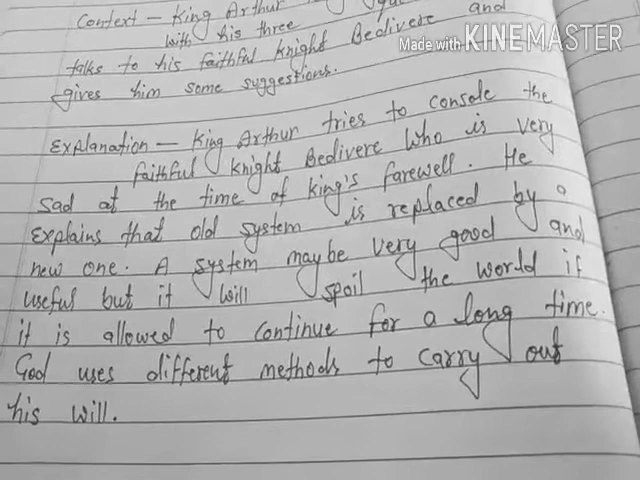 Context - King Arthur
with his three
talks to his faithful knight Bedivere and
gives him some suggestions.
Made with KINEMASTER
Explanation - King Arthur tries to console the
faithful knight Bedivere who is very
sad at the time of king's farewell. He
explains that old system is replaced by a
new one. A system may be very good and
useful but it will spoil the world if
it is allowed to continue for a long time.
God uses different methods to carry out
his will.